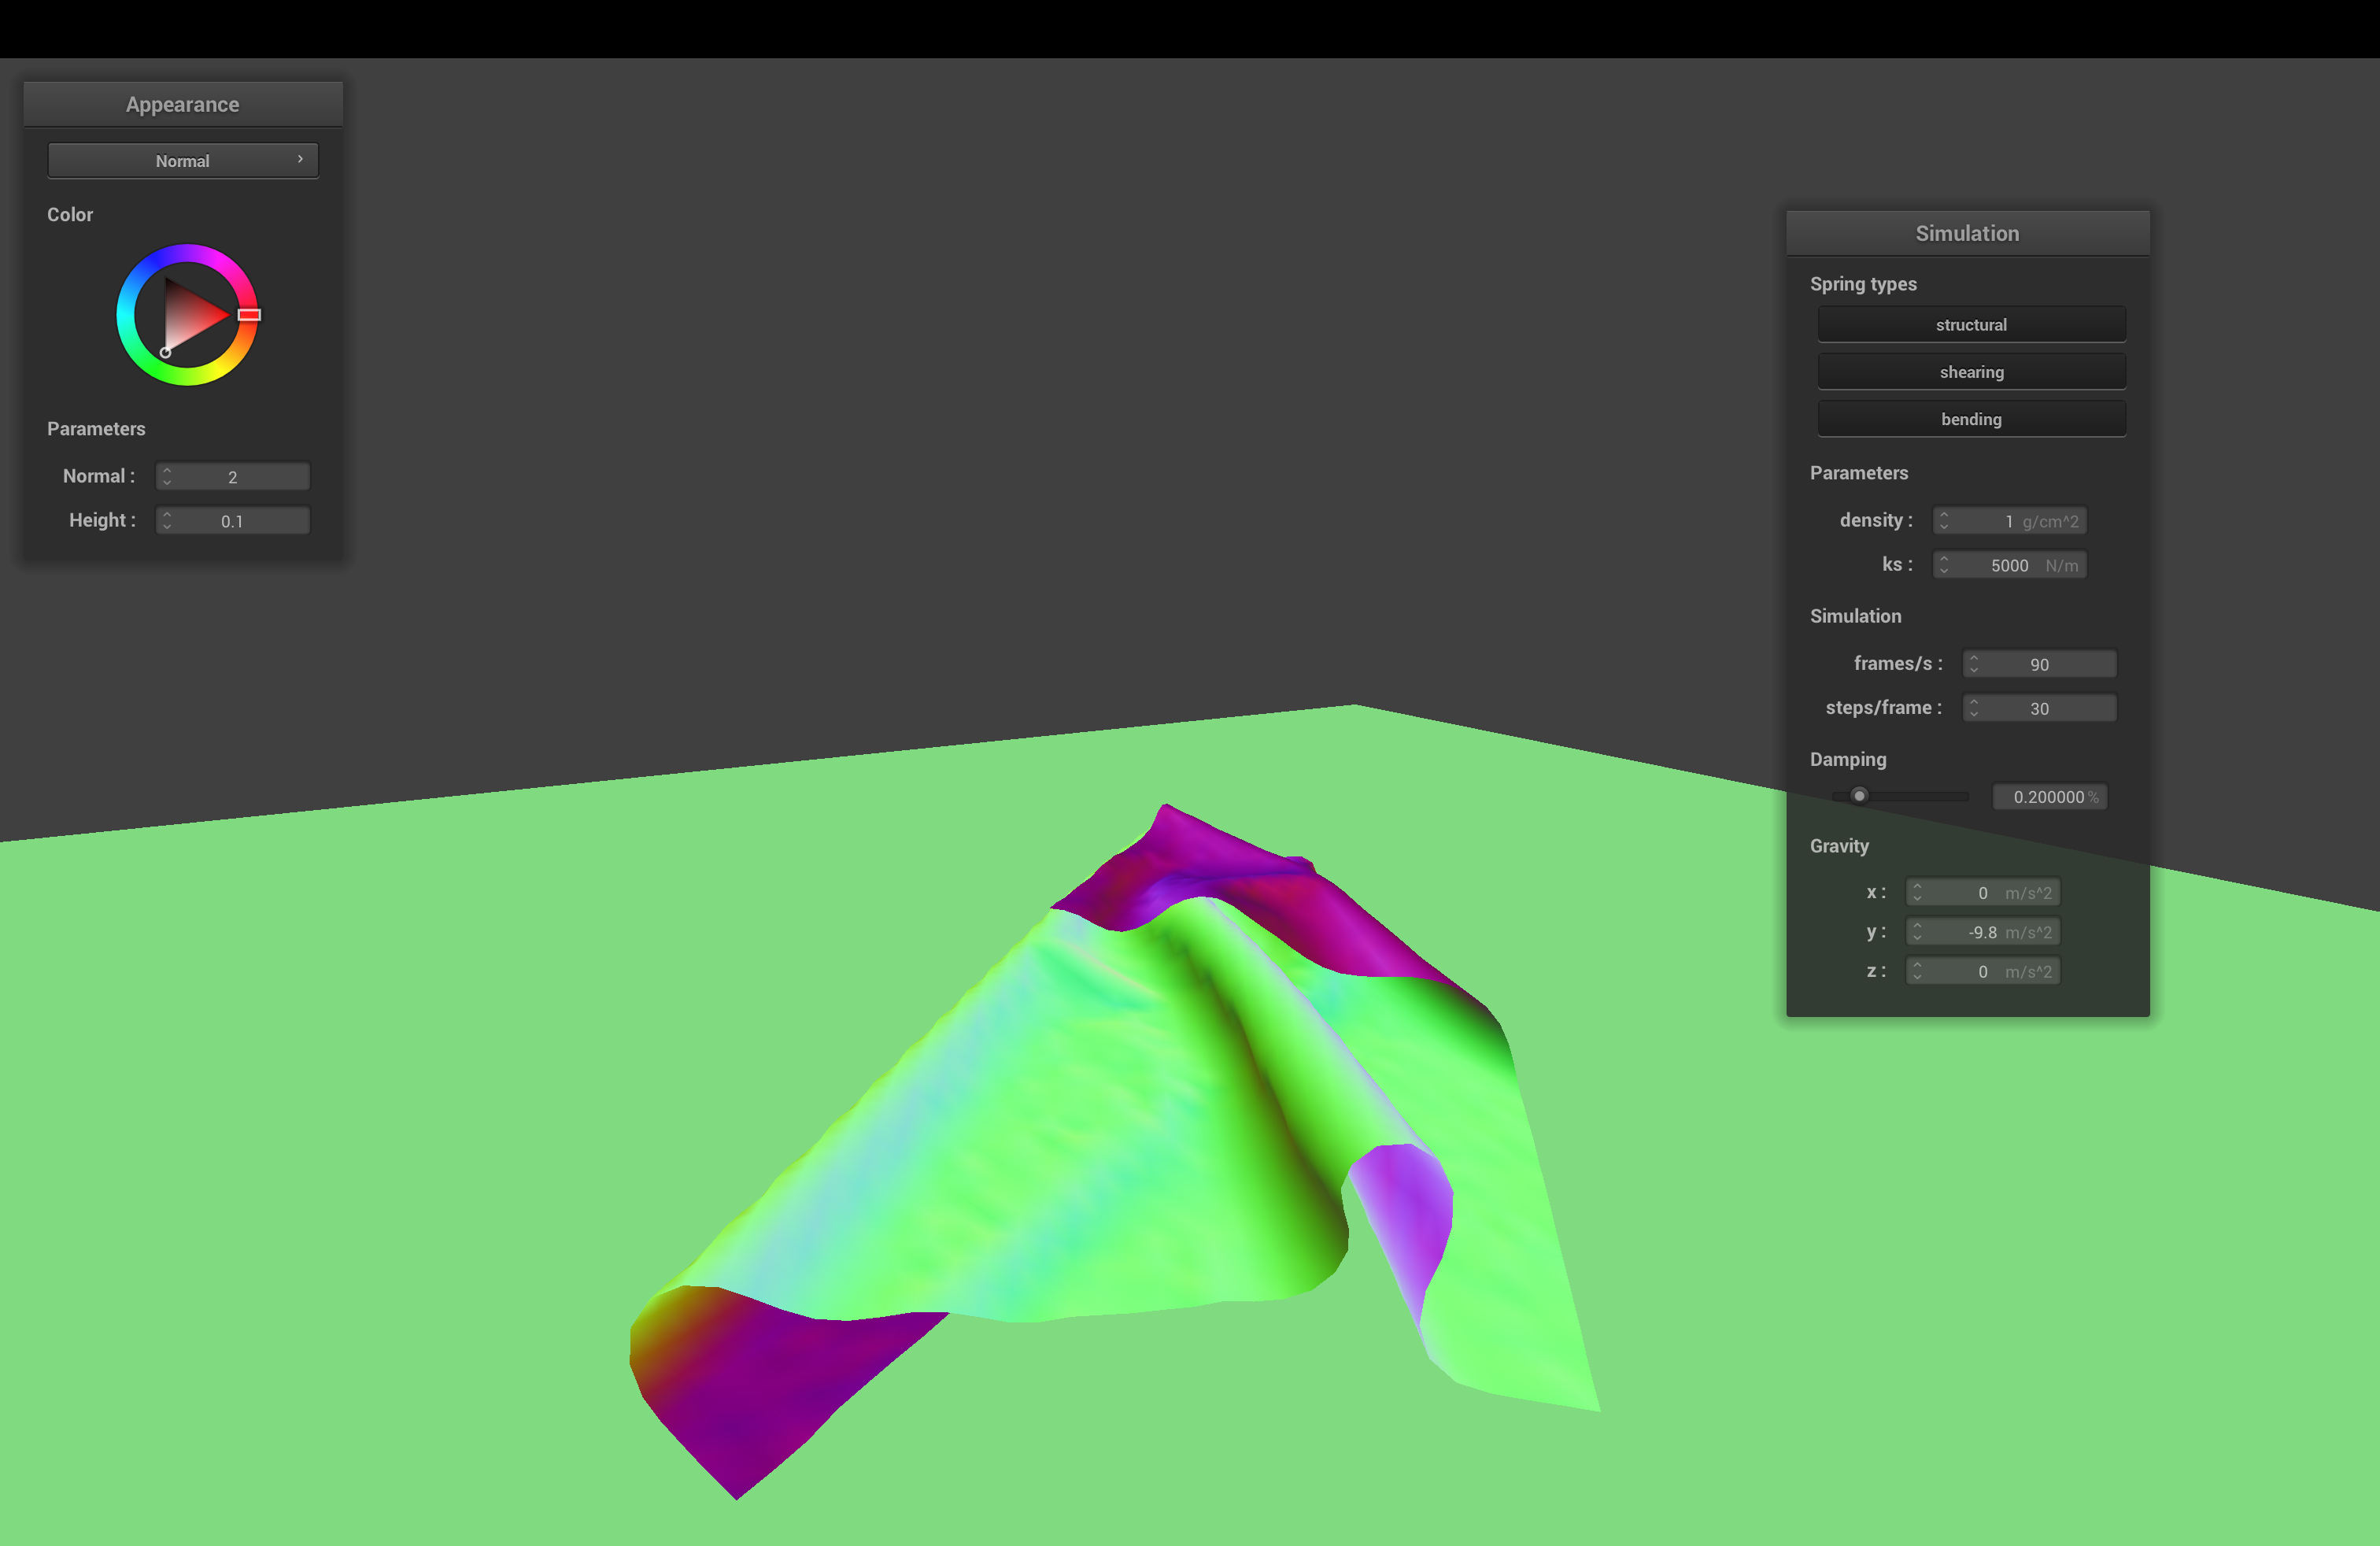 Appearance
Normal
Color
Parameters
Normal : 2
Height : 0.1
Simulation
Spring types
structural
shearing
bending
Parameters
density : 1 g/cm^2
ks : 5000 N/m
Simulation
frames/s : 90
steps/frame : 30
Damping
0.200000 %
Gravity
x : 0 m/s^2
y : -9.8 m/s^2
z : 0 m/s^2